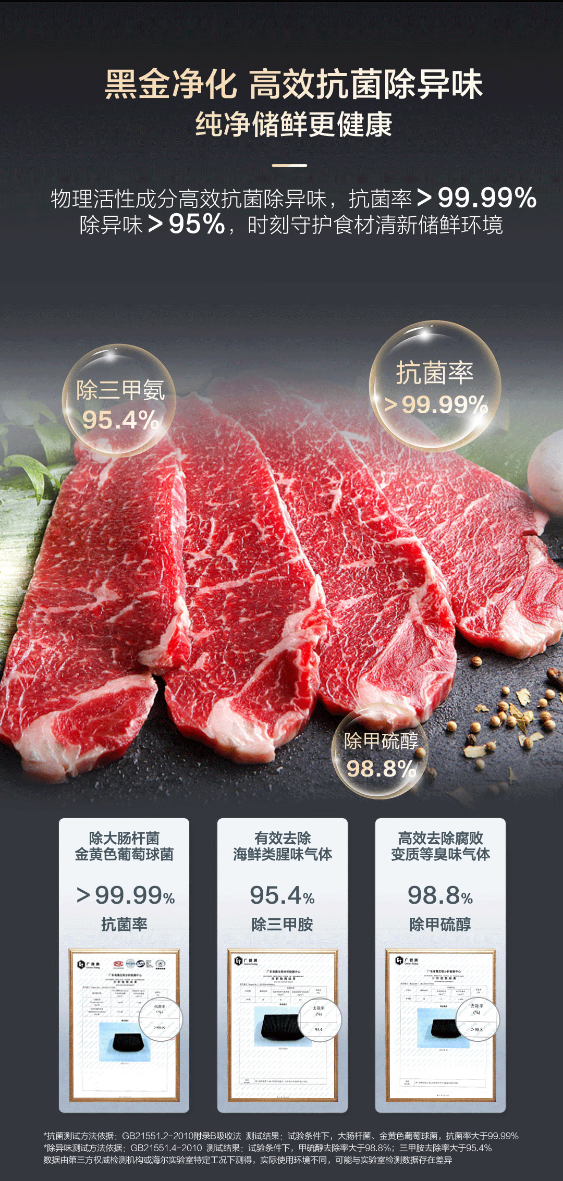 黑金净化 高效抗菌除异味
纯净储鲜更健康
物理活性成分高效抗菌除异味，抗菌率>99.99%
除异味>95%，时刻守护食材清新储鲜环境
除三甲氨
95.4%
抗菌率
>99.99%
除甲硫醇
98.8%
除大肠杆菌
金黄色葡萄球菌
>99.99%
抗菌率
有效去除
海鲜类腥味气体
95.4%
除三甲胺
高效去除腐败
变质等臭味气体
98.8%
除甲硫醇
*抗菌测试方法依据：GB21551.2-2010附录B吸收法 测试结果：试验条件下，大肠杆菌、金黄色葡萄球菌，抗菌率大于99.99%
*除异味测试方法依据：GB21551.4-2010 测试结果：试验条件下，甲硫醇去除率大于98.8%；三甲胺去除率大于95.4%
数据由第三方权威检测机构或海尔实验室特定工况下测得，实际使用环境不同，可能与实验室检测数据存在差异